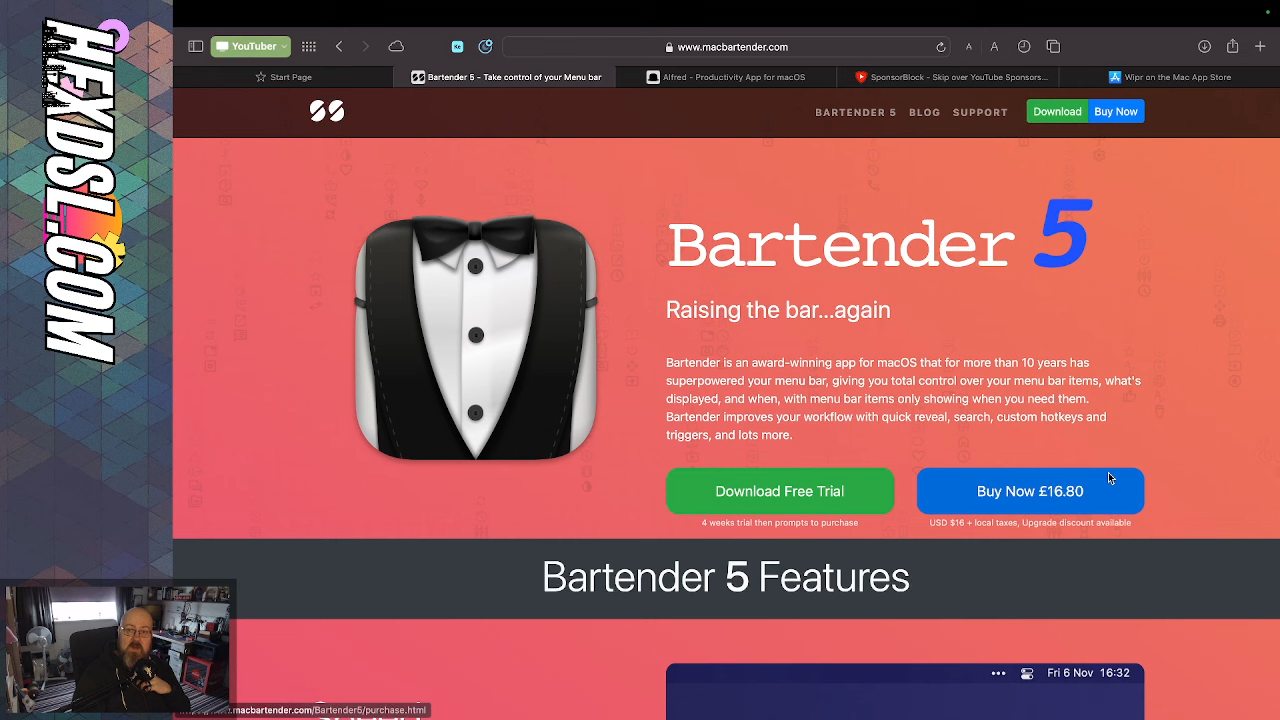 HEXDSL.COM
YouTuber
www.macbartender.com
A
A
Start Page
Bartender 5 - Take control of your Menu bar
Alfred - Productivity App for macOS
SponsorBlock - Skip over YouTube Sponsors...
Wipr on the Mac App Store
BARTENDER 5
BLOG
SUPPORT
Download
Buy Now
Bartender 5
Raising the bar...again
Bartender is an award-winning app for macOS that for more than 10 years has
superpowered your menu bar, giving you total control over your menu bar items, what's
displayed, and when, with menu bar items only showing when you need them.
Bartender improves your workflow with quick reveal, search, custom hotkeys and
triggers, and lots more.
Download Free Trial
Buy Now £16.80
4 weeks trial then prompts to purchase
USD $16 + local taxes, Upgrade discount available
Bartender 5 Features
Fri 6 Nov 16:32
.macbartender.com/Bartender5/purchase.html